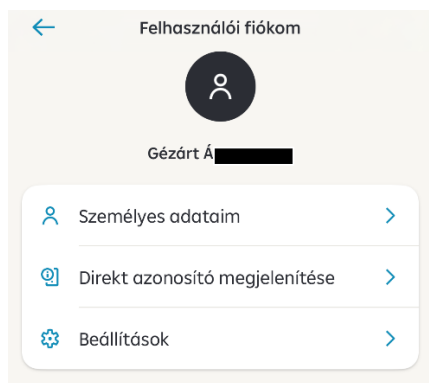 Felhasználói fiókom
Gézárt Á
Személyes adataim
Direkt azonosító megjelenítése
Beállítások